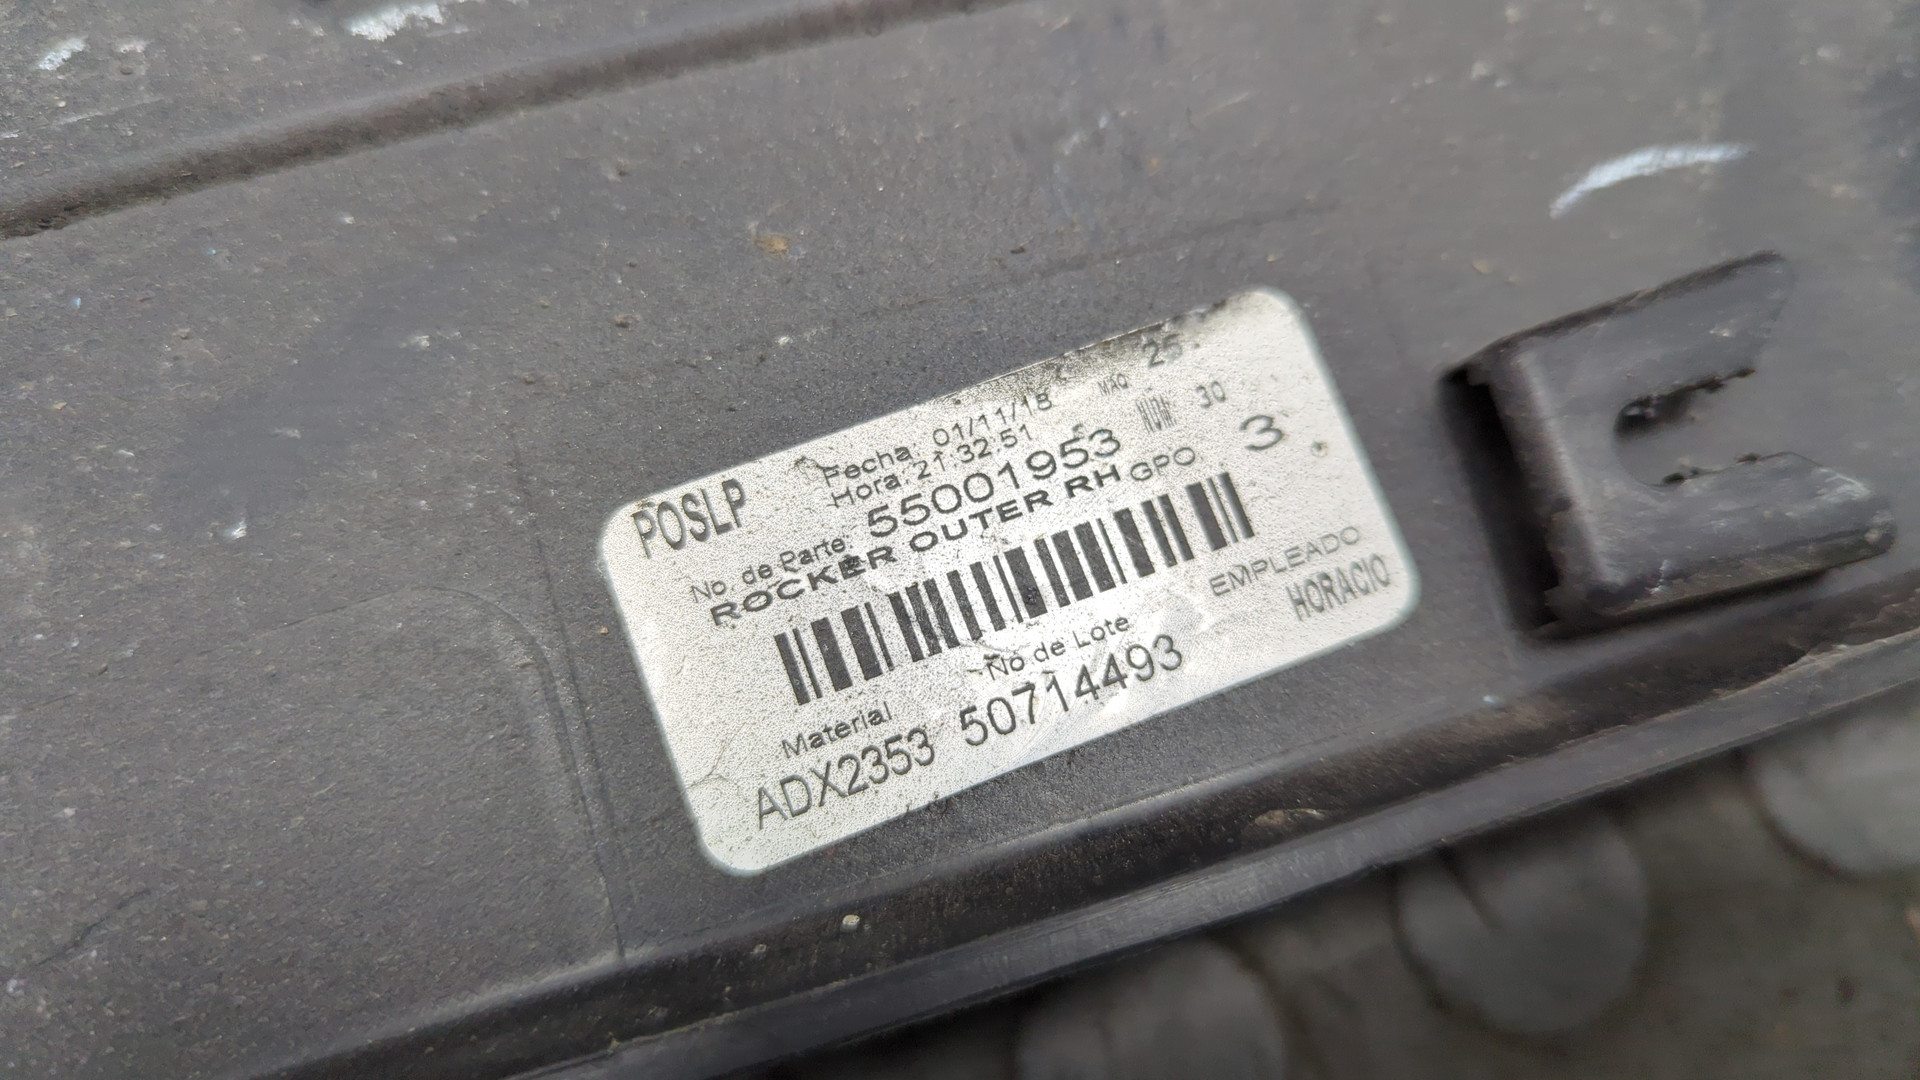 POSLP
Fecha: 01/11/18 MAQ 25
Hora: 21:32:51 NUM: 30
No. de Parte: 55001953
ROCKER OUTER RH GPO 3
EMPLEADO
HORACIO
Material No de Lote
ADX2353 50714493